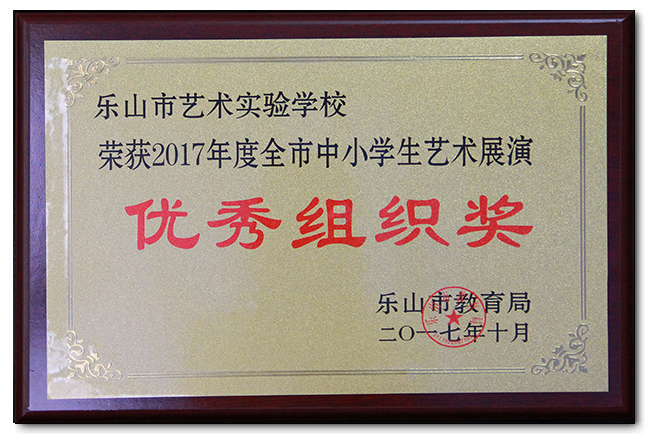 乐山市艺术实验学校
荣获2017年度全市中小学生艺术展演
优秀组织奖
乐山市教育局
二〇一七年十月